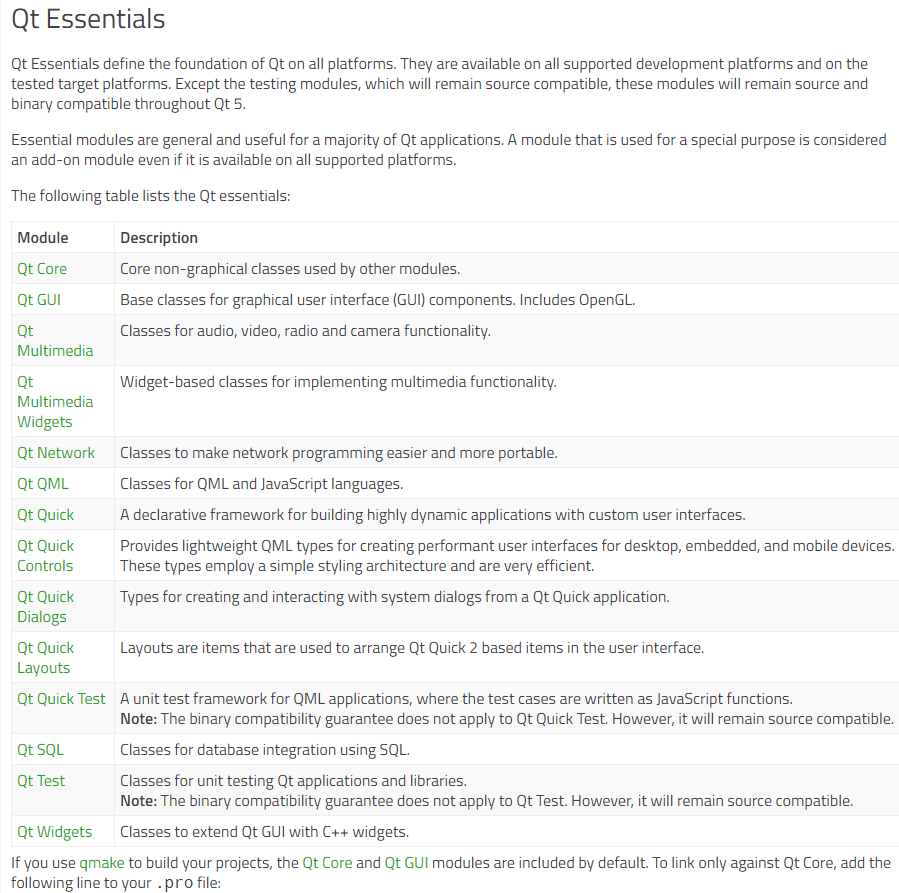 Qt Essentials
Qt Essentials define the foundation of Qt on all platforms. They are available on all supported development platforms and on the
tested target platforms. Except the testing modules, which will remain source compatible, these modules will remain source and
binary compatible throughout Qt 5.
Essential modules are general and useful for a majority of Qt applications. A module that is used for a special purpose is considered
an add-on module even if it is available on all supported platforms.
The following table lists the Qt essentials:
Module Description
Qt Core Core non-graphical classes used by other modules.
Qt GUI Base classes for graphical user interface (GUI) components. Includes OpenGL.
Qt Classes for audio, video, radio and camera functionality.
Multimedia
Qt Widget-based classes for implementing multimedia functionality.
Multimedia
Widgets
Qt Network Classes to make network programming easier and more portable.
Qt QML Classes for QML and JavaScript languages.
Qt Quick A declarative framework for building highly dynamic applications with custom user interfaces.
Qt Quick Provides lightweight QML types for creating performant user interfaces for desktop, embedded, and mobile devices.
Controls These types employ a simple styling architecture and are very efficient.
Qt Quick Types for creating and interacting with system dialogs from a Qt Quick application.
Dialogs
Qt Quick Layouts are items that are used to arrange Qt Quick 2 based items in the user interface.
Layouts
Qt Quick Test A unit test framework for QML applications, where the test cases are written as JavaScript functions.
Note: The binary compatibility guarantee does not apply to Qt Quick Test. However, it will remain source compatible.
Qt SQL Classes for database integration using SQL.
Qt Test Classes for unit testing Qt applications and libraries.
Note: The binary compatibility guarantee does not apply to Qt Test. However, it will remain source compatible.
Qt Widgets Classes to extend Qt GUI with C++ widgets.
If you use qmake to build your projects, the Qt Core and Qt GUI modules are included by default. To link only against Qt Core, add the
following line to your .pro file: